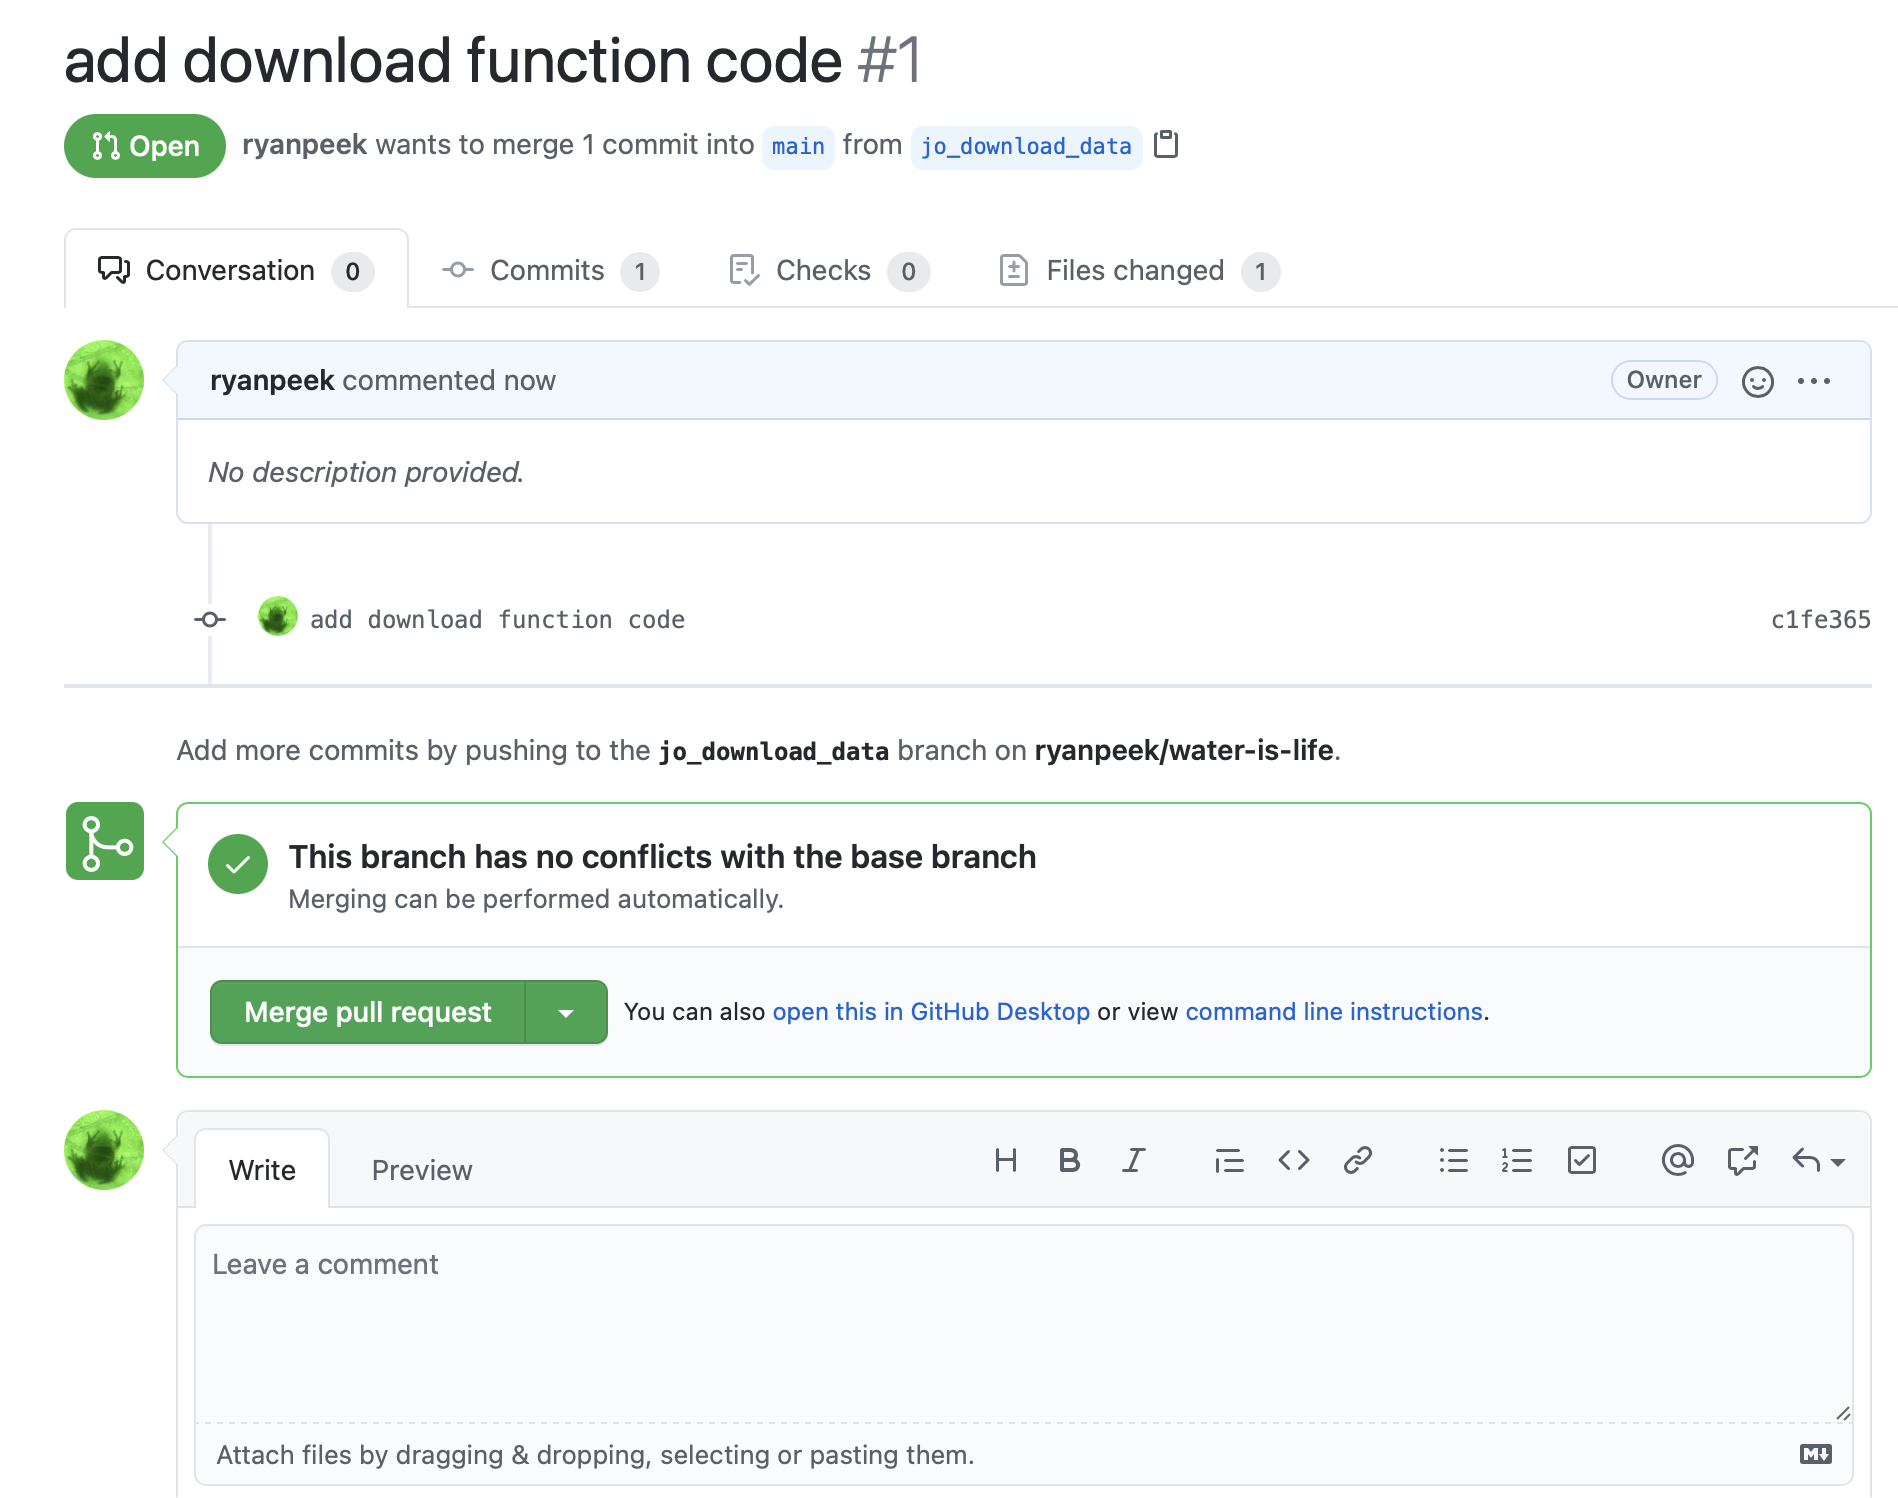 add download function code #1
Open ryanpeek wants to merge 1 commit into main from jo_download_data
Conversation 0 Commits 1 Checks 0 Files changed 1
ryanpeek commented now Owner
No description provided.
add download function code c1fe365
Add more commits by pushing to the jo_download_data branch on ryanpeek/water-is-life.
This branch has no conflicts with the base branch
Merging can be performed automatically.
Merge pull request You can also open this in GitHub Desktop or view command line instructions.
Write Preview H B I
Leave a comment
Attach files by dragging & dropping, selecting or pasting them. M↓